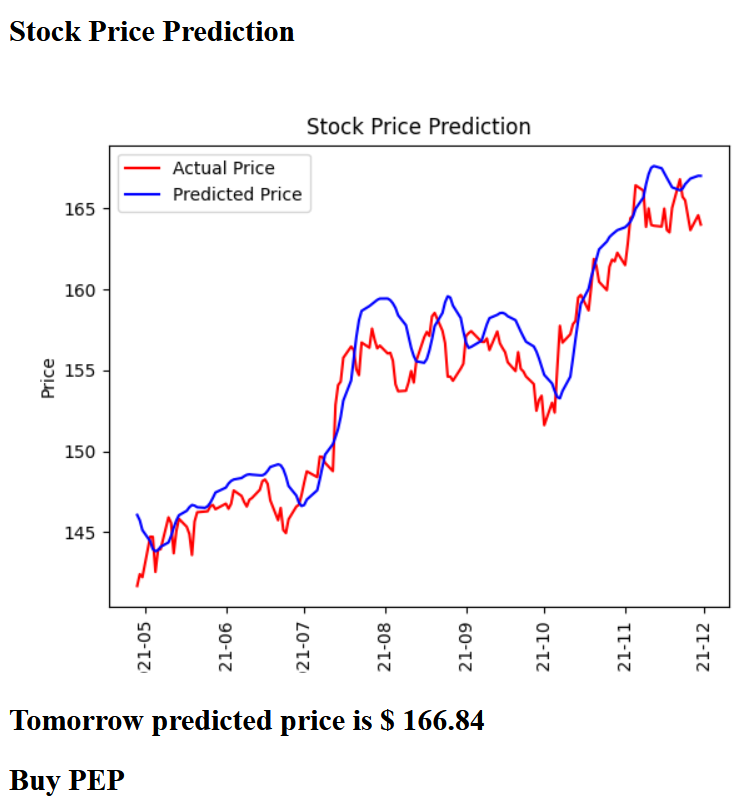 Stock Price Prediction
Stock Price Prediction
Actual Price
Predicted Price
Price
165
160
155
150
145
21-05
21-06
21-07
21-08
21-09
21-10
21-11
21-12
Tomorrow predicted price is $ 166.84
Buy PEP